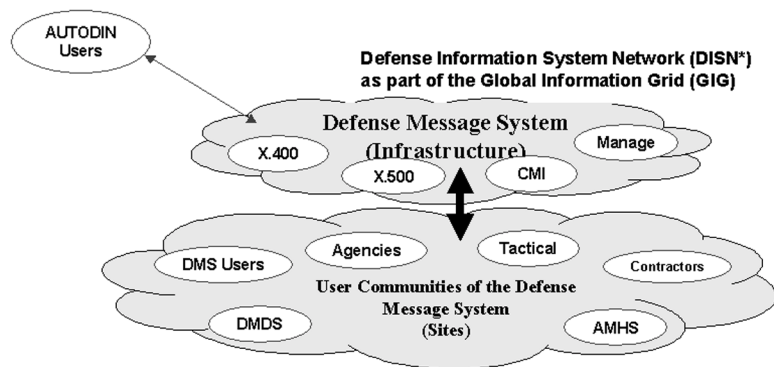 AUTODIN
Users
Defense Information System Network (DISN*)
as part of the Global Information Grid (GIG)
Defense Message System
(Infrastructure)
Manage
X.400
X.500
CMI
Agencies
Tactical
DMS Users
Contractors
User Communities of the Defense
Message System
(Sites)
DMDS
AMHS